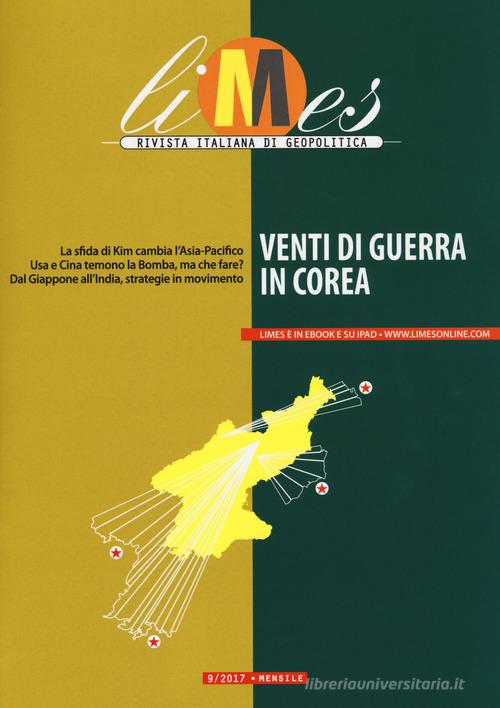 liMes
RIVISTA ITALIANA DI GEOPOLITICA
La sfida di Kim cambia l'Asia-Pacifico
Usa e Cina temono la Bomba, ma che fare?
Dal Giappone all'India, strategie in movimento
VENTI DI GUERRA
IN COREA
LIMES È IN EBOOK E SU iPAD • WWW.LIMESONLINE.COM
9/2017 • MENSILE
libreriauniversitaria.it